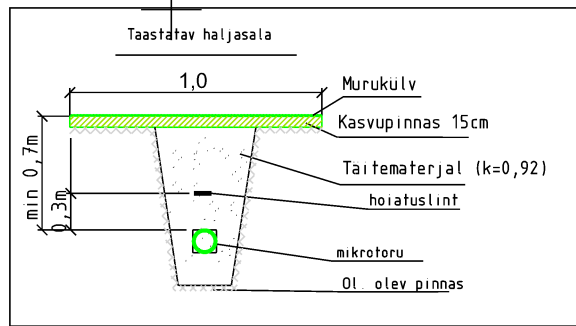 Taastatav haljasala
1,0
Murukülv
Kasvupinnas 15cm
min 0,7m
Täitematerjal (k=0,92)
0,3m
hoiatuslint
mikrotoru
Ol. olev pinnas